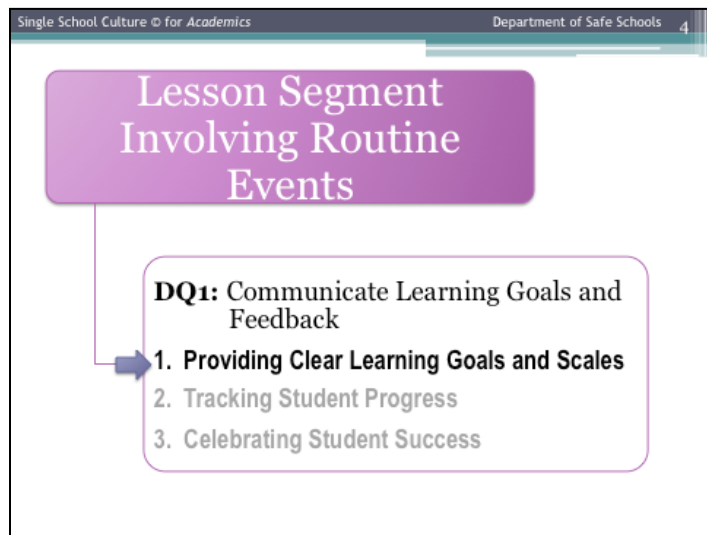 Single School Culture © for Academics
Department of Safe Schools
4
Lesson Segment
Involving Routine
Events
DQ1: Communicate Learning Goals and
Feedback
1. Providing Clear Learning Goals and Scales
2. Tracking Student Progress
3. Celebrating Student Success